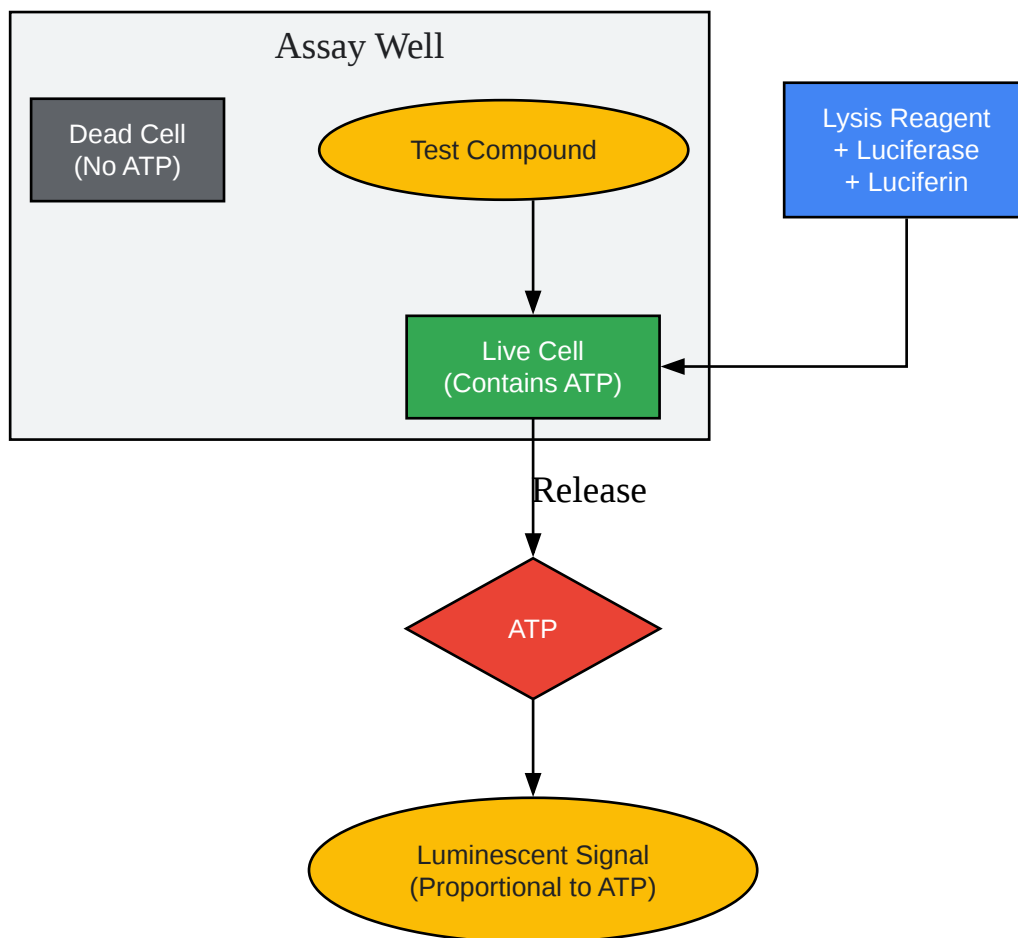 Assay Well
Dead Cell
(No ATP)
Test Compound
Lysis Reagent
+ Luciferase
+ Luciferin
Live Cell
(Contains ATP)
Release
ATP
Luminescent Signal
(Proportional to ATP)